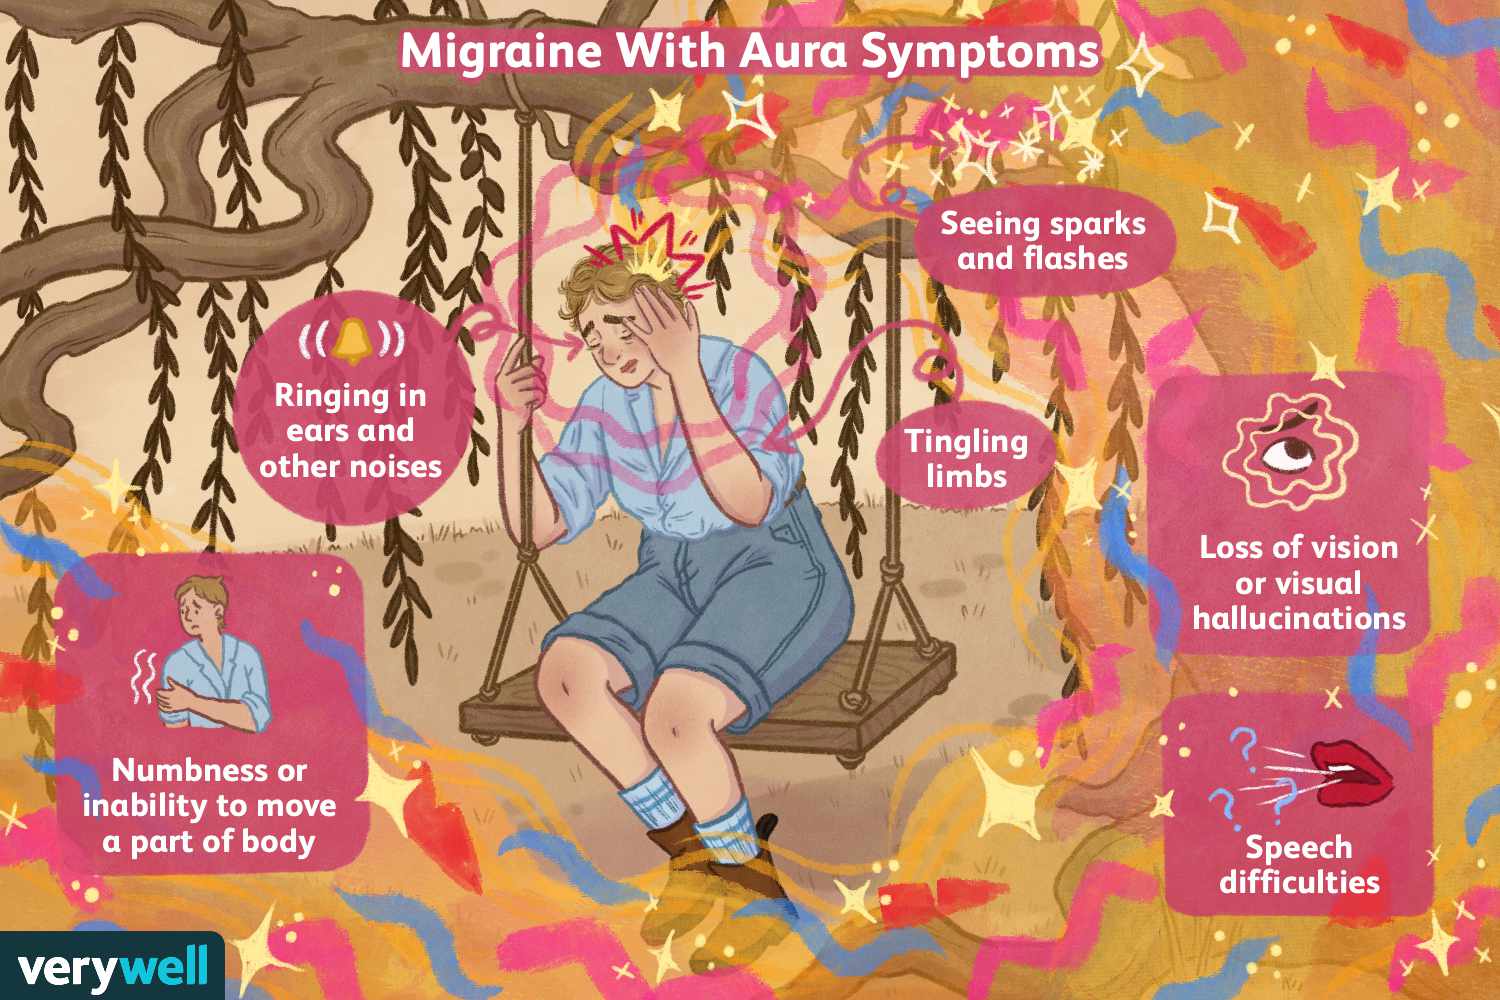 Migraine With Aura Symptoms
Seeing sparks
and flashes
Ringing in
ears and
other noises
Tingling
limbs
Loss of vision
or visual
hallucinations
Numbness or
inability to move
a part of body
? ? ?
Speech
difficulties
verywell